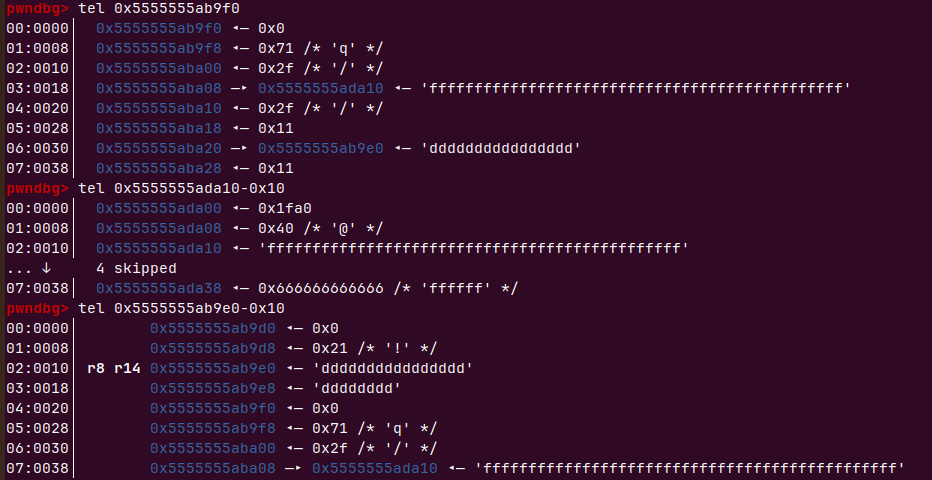 pwndbg> tel 0x5555555ab9f0
00:0000│  0x5555555ab9f0 ◂— 0x0
01:0008│  0x5555555ab9f8 ◂— 0x71 /* 'q' */
02:0010│  0x5555555aba00 ◂— 0x2f /* '/' */
03:0018│  0x5555555aba08 —▸ 0x5555555ada10 ◂— 'ffffffffffffffffffffffffffffffffffffffffffffff'
04:0020│  0x5555555aba10 ◂— 0x2f /* '/' */
05:0028│  0x5555555aba18 ◂— 0x11
06:0030│  0x5555555aba20 —▸ 0x5555555ab9e0 ◂— 'dddddddddddddddd'
07:0038│  0x5555555aba28 ◂— 0x11
pwndbg> tel 0x5555555ada10-0x10
00:0000│  0x5555555ada00 ◂— 0x1fa0
01:0008│  0x5555555ada08 ◂— 0x40 /* '@' */
02:0010│  0x5555555ada10 ◂— 'ffffffffffffffffffffffffffffffffffffffffffffff'
... ↓     4 skipped
07:0038│  0x5555555ada38 ◂— 0x666666666666 /* 'ffffff' */
pwndbg> tel 0x5555555ab9e0-0x10
00:0000│        0x5555555ab9d0 ◂— 0x0
01:0008│        0x5555555ab9d8 ◂— 0x21 /* '!' */
02:0010│ r8 r14 0x5555555ab9e0 ◂— 'dddddddddddddddd'
03:0018│        0x5555555ab9e8 ◂— 'dddddddd'
04:0020│        0x5555555ab9f0 ◂— 0x0
05:0028│        0x5555555ab9f8 ◂— 0x71 /* 'q' */
06:0030│        0x5555555aba00 ◂— 0x2f /* '/' */
07:0038│        0x5555555aba08 —▸ 0x5555555ada10 ◂— 'ffffffffffffffffffffffffffffffffffffffffffffff'